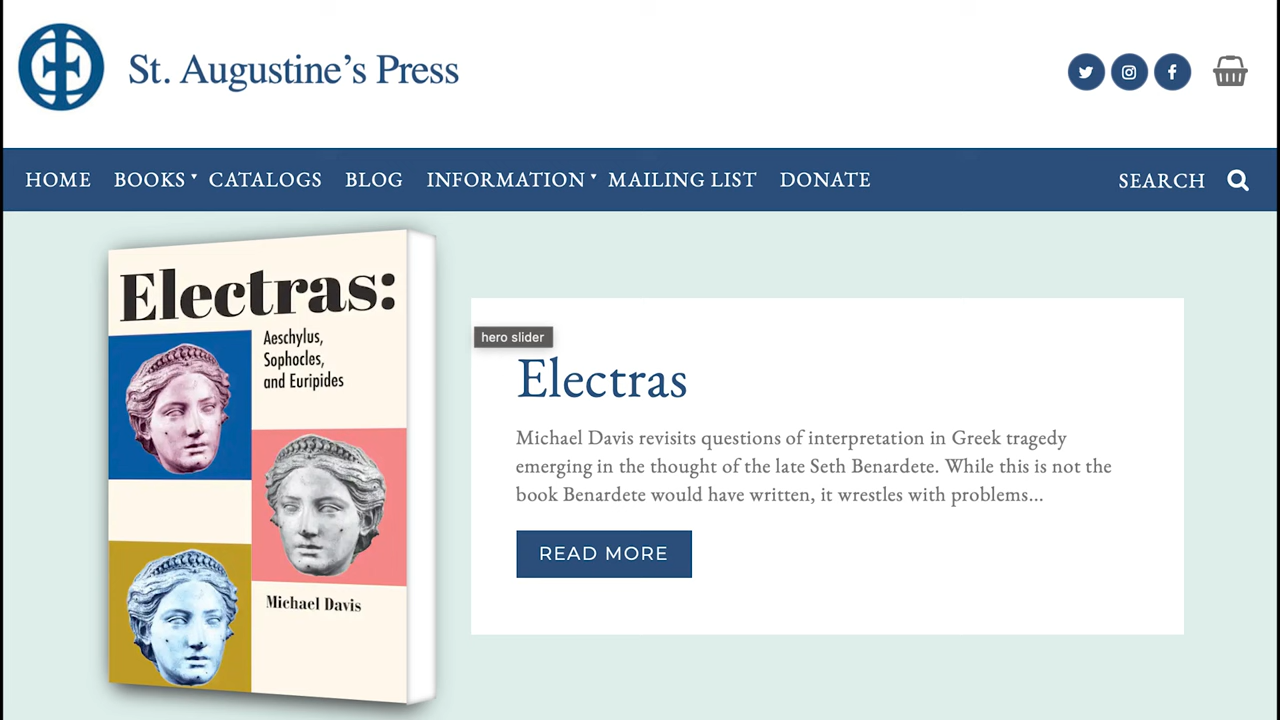 St. Augustine's Press
HOME BOOKS CATALOGS BLOG INFORMATION MAILING LIST DONATE SEARCH
Electras:
Aeschylus,
Sophocles,
and Euripides
Michael Davis
hero slider
Electras
Michael Davis revisits questions of interpretation in Greek tragedy
emerging in the thought of the late Seth Benardete. While this is not the
book Benardete would have written, it wrestles with problems...
READ MORE